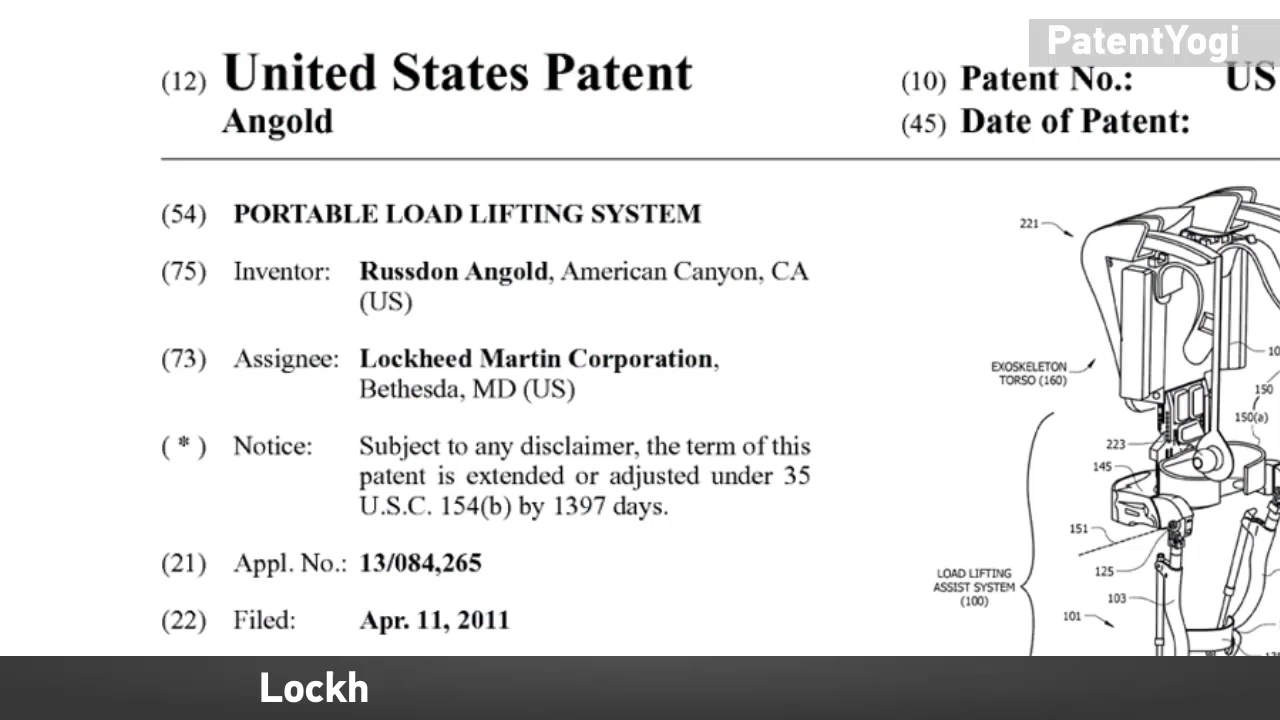 PatentYogi
(12) United States Patent
Angold
(10) Patent No.: US
(45) Date of Patent:
(54) PORTABLE LOAD LIFTING SYSTEM
(75) Inventor: Russdon Angold, American Canyon, CA
(US)
(73) Assignee: Lockheed Martin Corporation,
Bethesda, MD (US)
( * ) Notice: Subject to any disclaimer, the term of this
patent is extended or adjusted under 35
U.S.C. 154(b) by 1397 days.
(21) Appl. No.: 13/084,265
(22) Filed: Apr. 11, 2011
221
EXOSKELETON
TORSO (160)
10
150
150(a)
223
145
151
125
LOAD LIFTING
ASSIST SYSTEM
(100)
103
101
Lockh